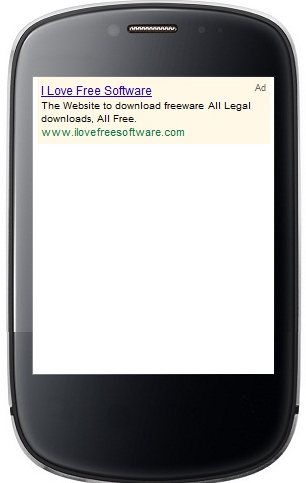 I Love Free Software
Ad
The Website to download freeware All Legal
downloads, All Free.
www.ilovefreesoftware.com